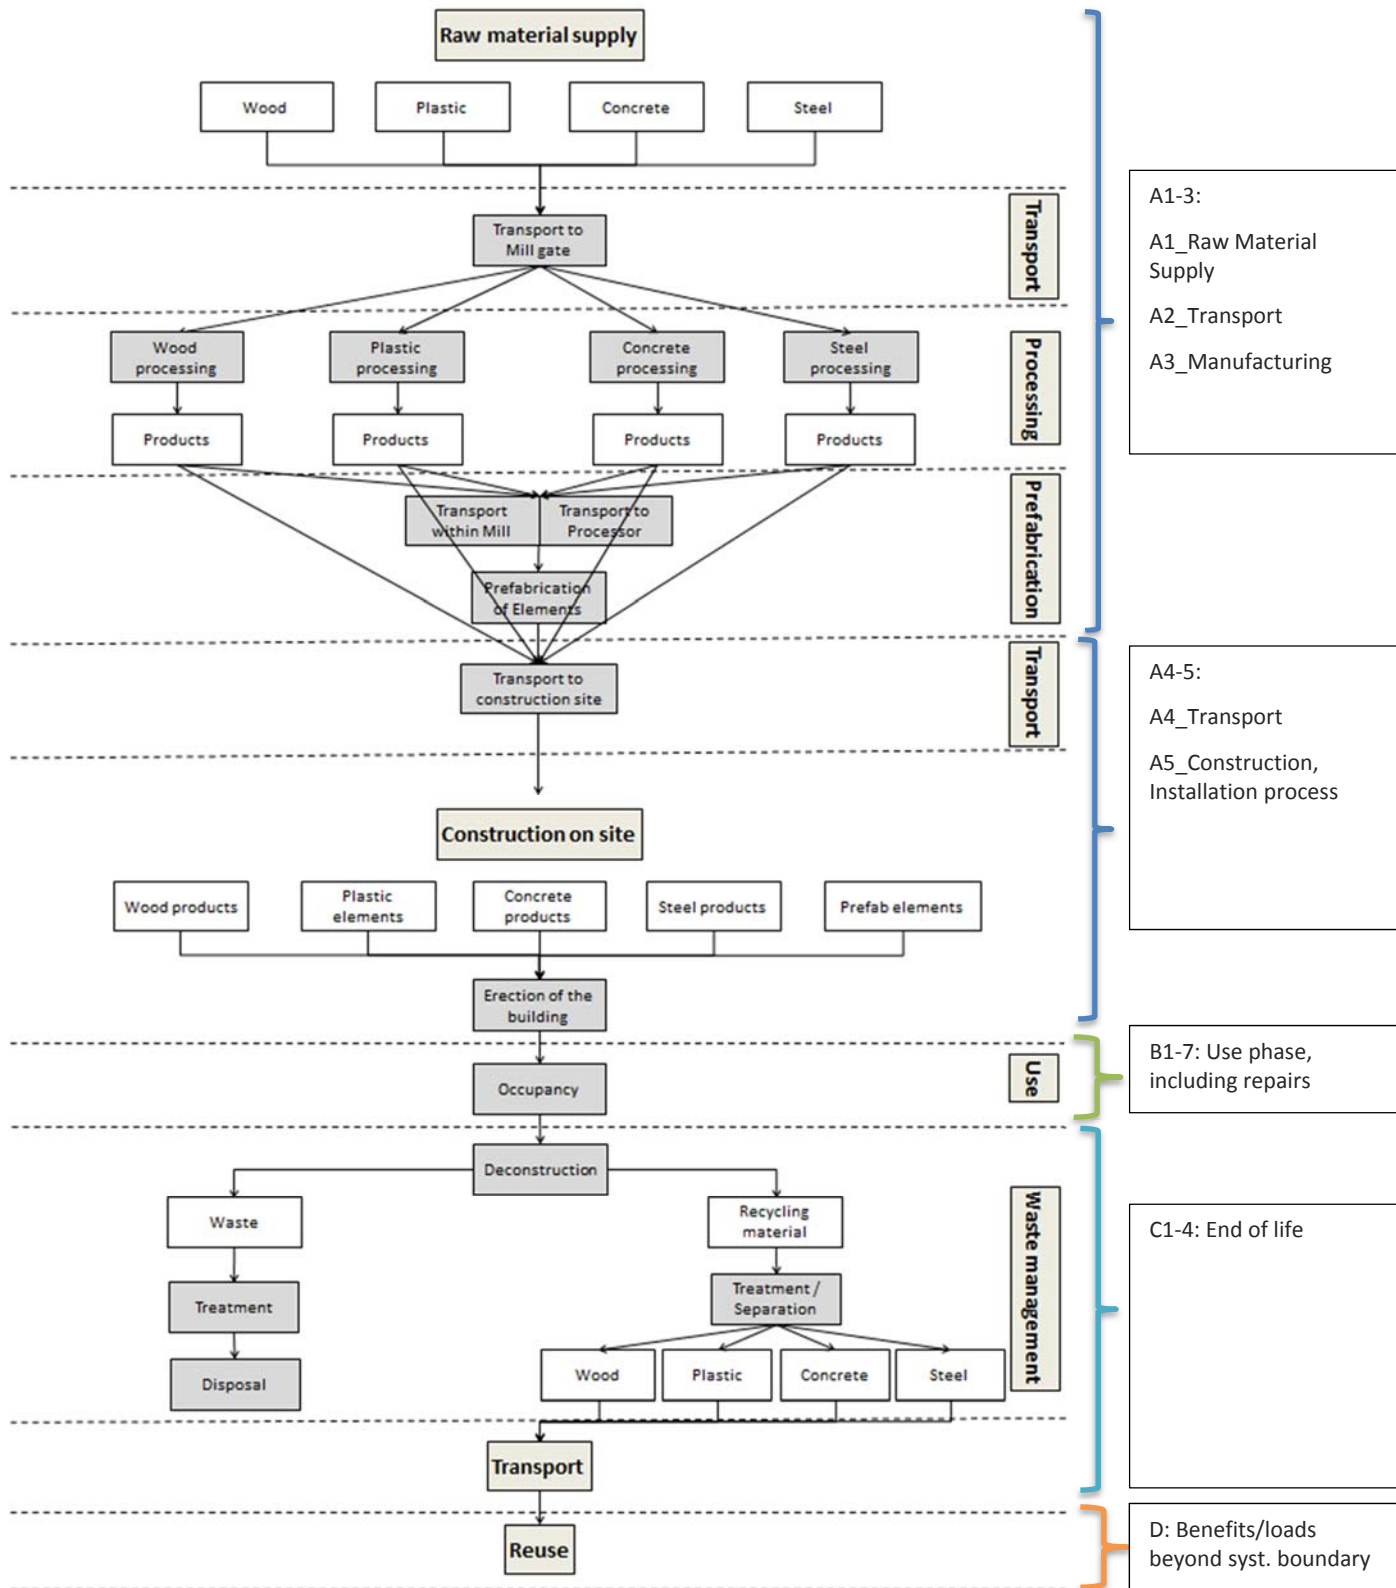 Raw material supply
Wood
Plastic
Concrete
Steel
Transport
Transport to
Mill gate
A1-3:
A1_Raw Material
Supply
A2_Transport
A3_Manufacturing
Processing
Wood
processing
Plastic
processing
Concrete
processing
Steel
processing
Products
Products
Products
Products
Prefabrication
Transport
within Mill
Transport to
Processor
Prefabrication
of Elements
Transport
Transport to
construction site
A4-5:
A4_Transport
A5_Construction,
Installation process
Construction on site
Wood products
Plastic
elements
Concrete
products
Steel products
Prefab elements
Erection of the
building
Use
Occupancy
B1-7: Use phase,
including repairs
Deconstruction
Waste management
Waste
Recycling
material
C1-4: End of life
Treatment
Treatment /
Separation
Disposal
Wood
Plastic
Concrete
Steel
Transport
Reuse
D: Benefits/loads
beyond syst. boundary